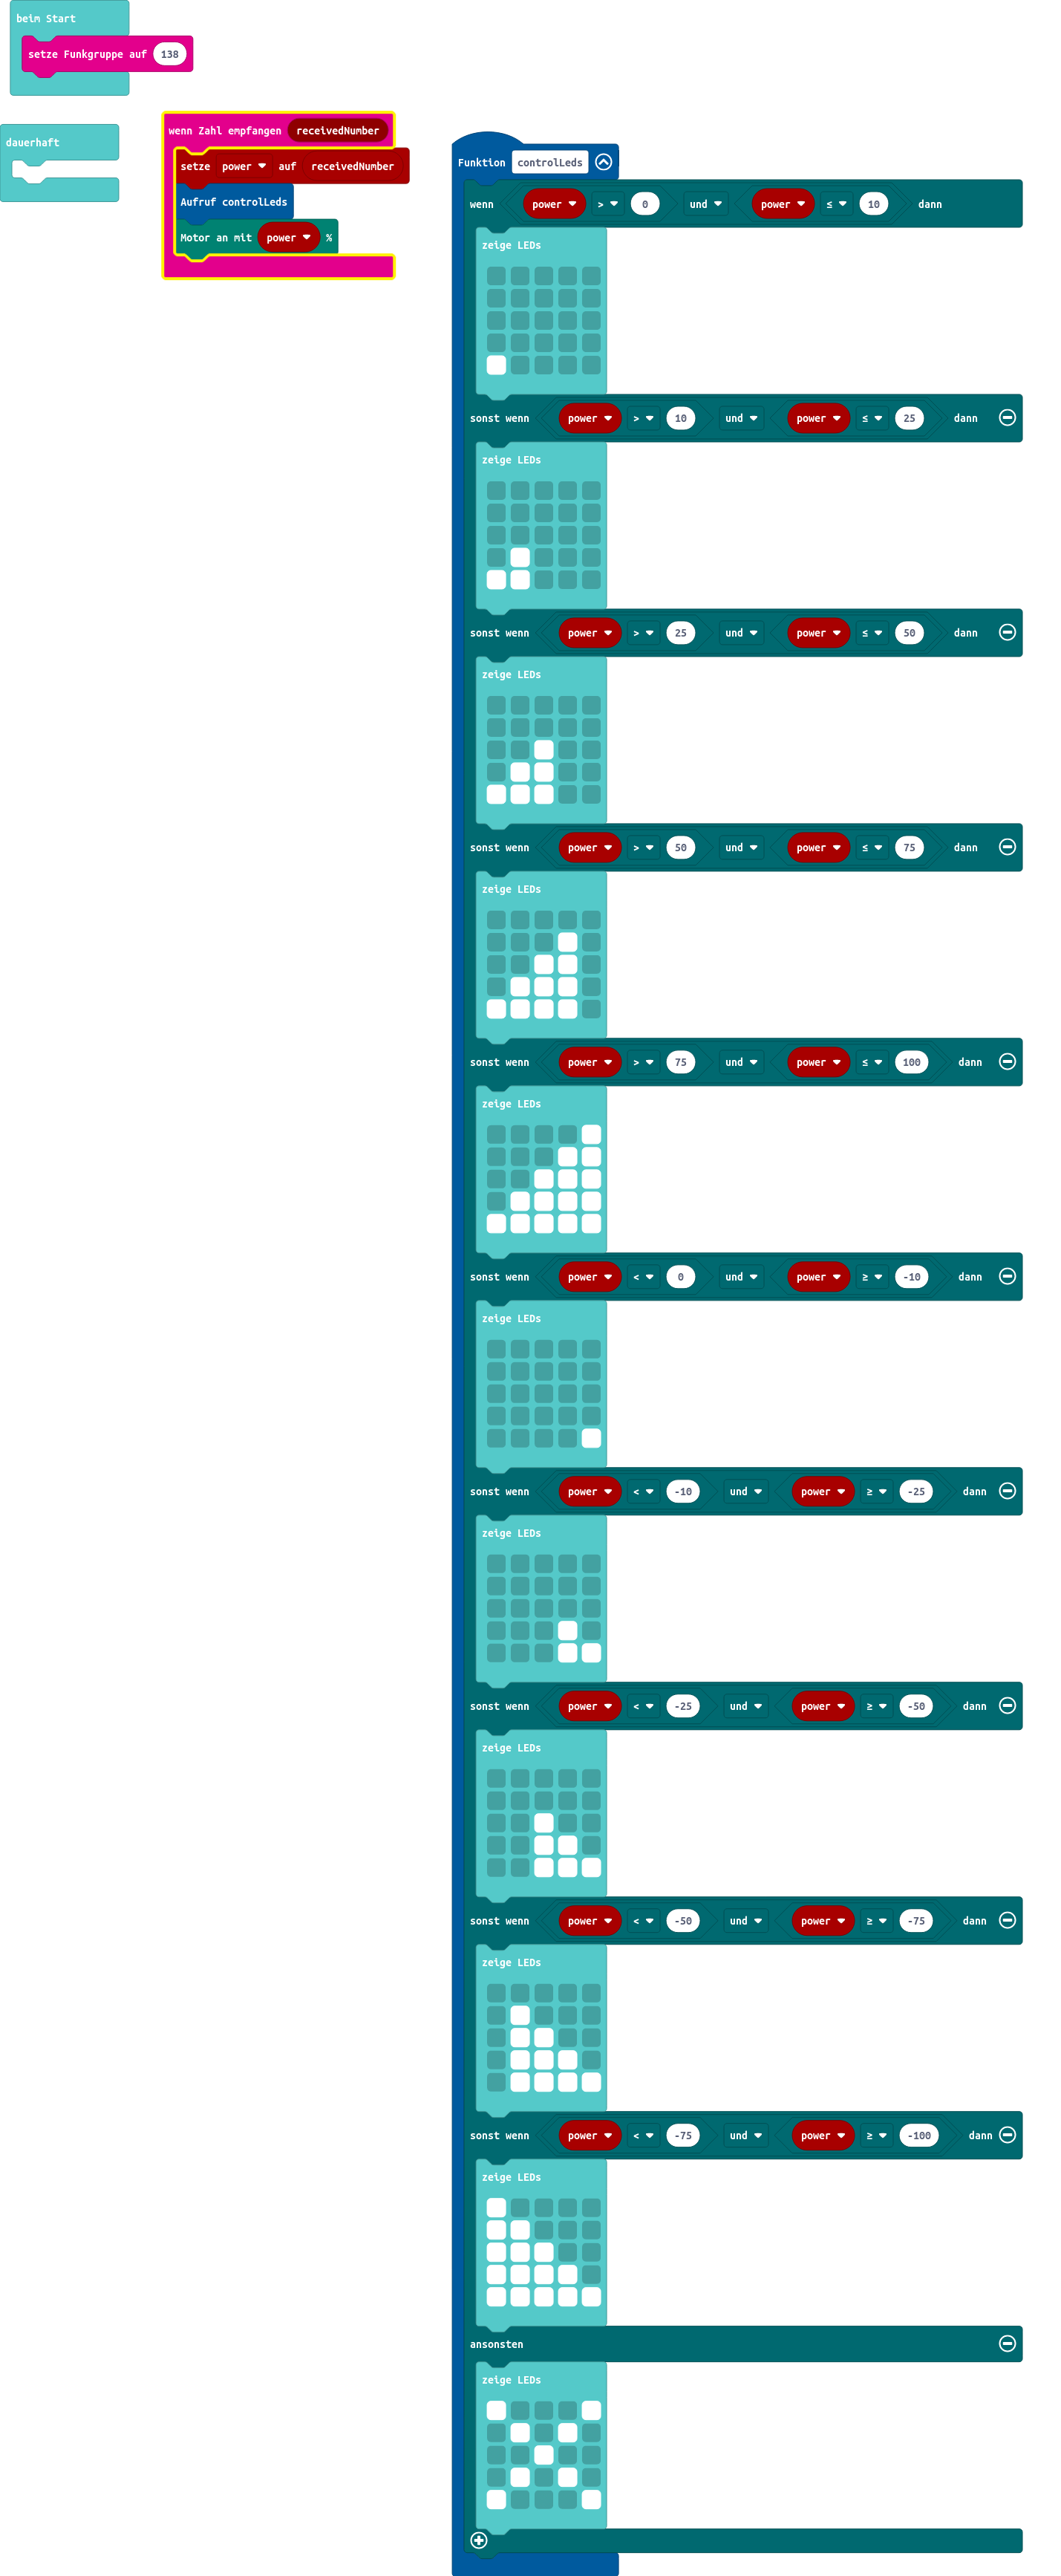 beim Start
setze Funkgruppe auf 138
dauerhaft
wenn Zahl empfangen receivedNumber
setze power auf receivedNumber
Aufruf controlLeds
Motor an mit power %
Funktion controlLeds
wenn power > 0 und power ≤ 10 dann
zeige LEDs
sonst wenn power > 10 und power ≤ 25 dann
zeige LEDs
sonst wenn power > 25 und power ≤ 50 dann
zeige LEDs
sonst wenn power > 50 und power ≤ 75 dann
zeige LEDs
sonst wenn power > 75 und power ≤ 100 dann
zeige LEDs
sonst wenn power < 0 und power ≥ -10 dann
zeige LEDs
sonst wenn power < -10 und power ≥ -25 dann
zeige LEDs
sonst wenn power < -25 und power ≥ -50 dann
zeige LEDs
sonst wenn power < -50 und power ≥ -75 dann
zeige LEDs
sonst wenn power < -75 und power ≥ -100 dann
zeige LEDs
ansonsten
zeige LEDs